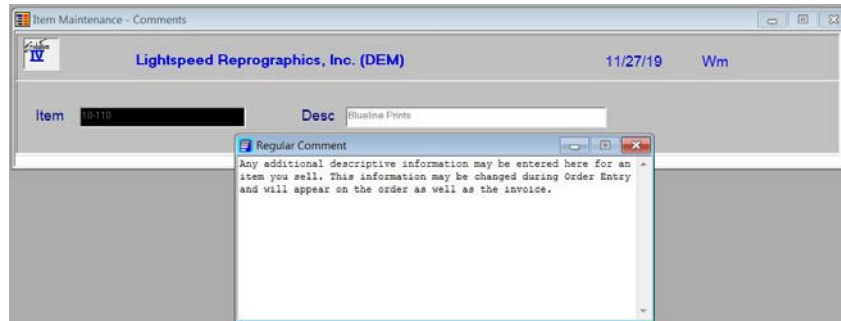 Item Maintenance - Comments
IV
Lightspeed Reprographics, Inc. (DEM) 11/27/19 Wm
Item 10-110 Desc Blueline Prints
Regular Comment
Any additional descriptive information may be entered here for an
item you sell. This information may be changed during Order Entry
and will appear on the order as well as the invoice.